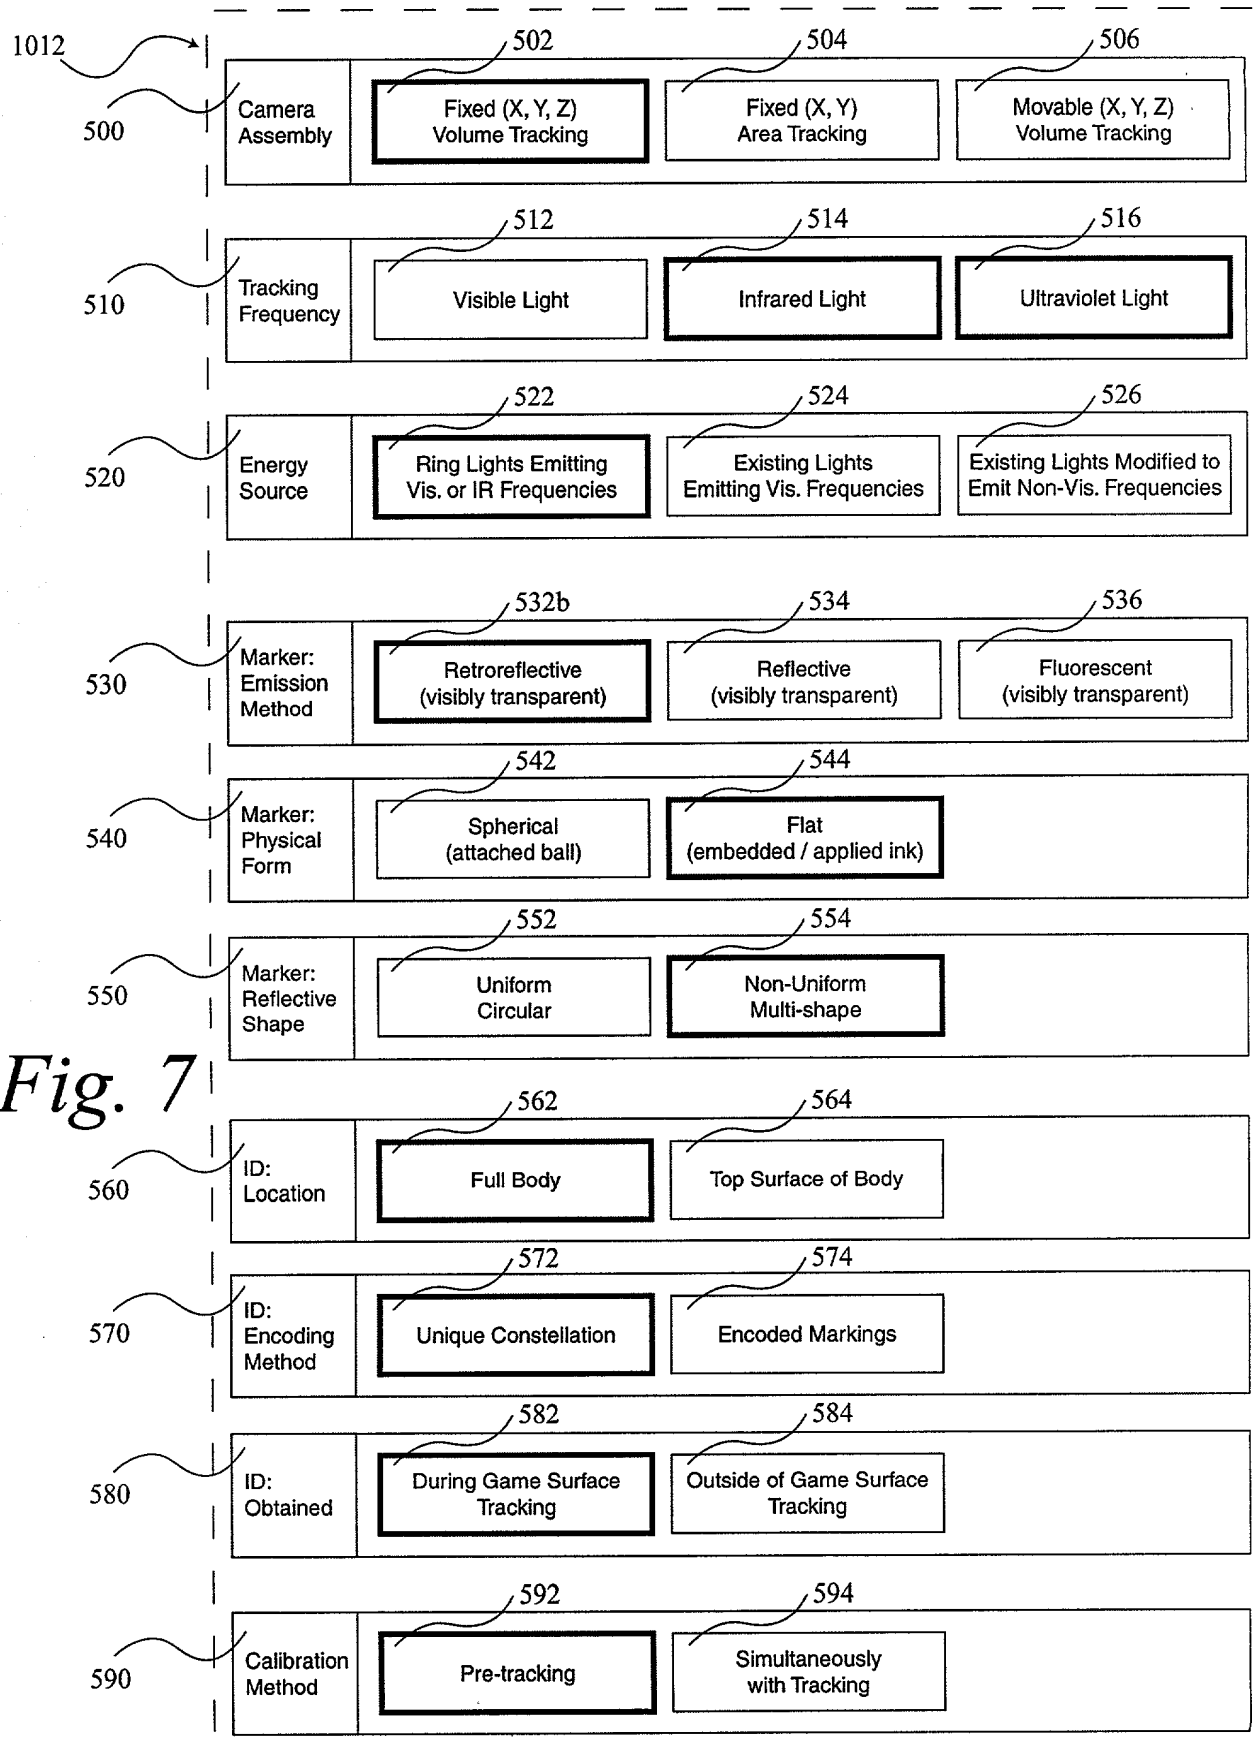 1012
502
504
506
500
Camera
Assembly
Fixed (X, Y, Z)
Volume Tracking
Fixed (X, Y)
Area Tracking
Movable (X, Y, Z)
Volume Tracking
512
514
516
510
Tracking
Frequency
Visible Light
Infrared Light
Ultraviolet Light
522
524
526
520
Energy
Source
Ring Lights Emitting
Vis. or IR Frequencies
Existing Lights
Emitting Vis. Frequencies
Existing Lights Modified to
Emit Non-Vis. Frequencies
532b
534
536
530
Marker:
Emission
Method
Retroreflective
(visibly transparent)
Reflective
(visibly transparent)
Fluorescent
(visibly transparent)
542
544
540
Marker:
Physical
Form
Spherical
(attached ball)
Flat
(embedded / applied ink)
552
554
550
Marker:
Reflective
Shape
Uniform
Circular
Non-Uniform
Multi-shape
Fig. 7
562
564
560
ID:
Location
Full Body
Top Surface of Body
572
574
570
ID:
Encoding
Method
Unique Constellation
Encoded Markings
582
584
580
ID:
Obtained
During Game Surface
Tracking
Outside of Game Surface
Tracking
592
594
590
Calibration
Method
Pre-tracking
Simultaneously
with Tracking